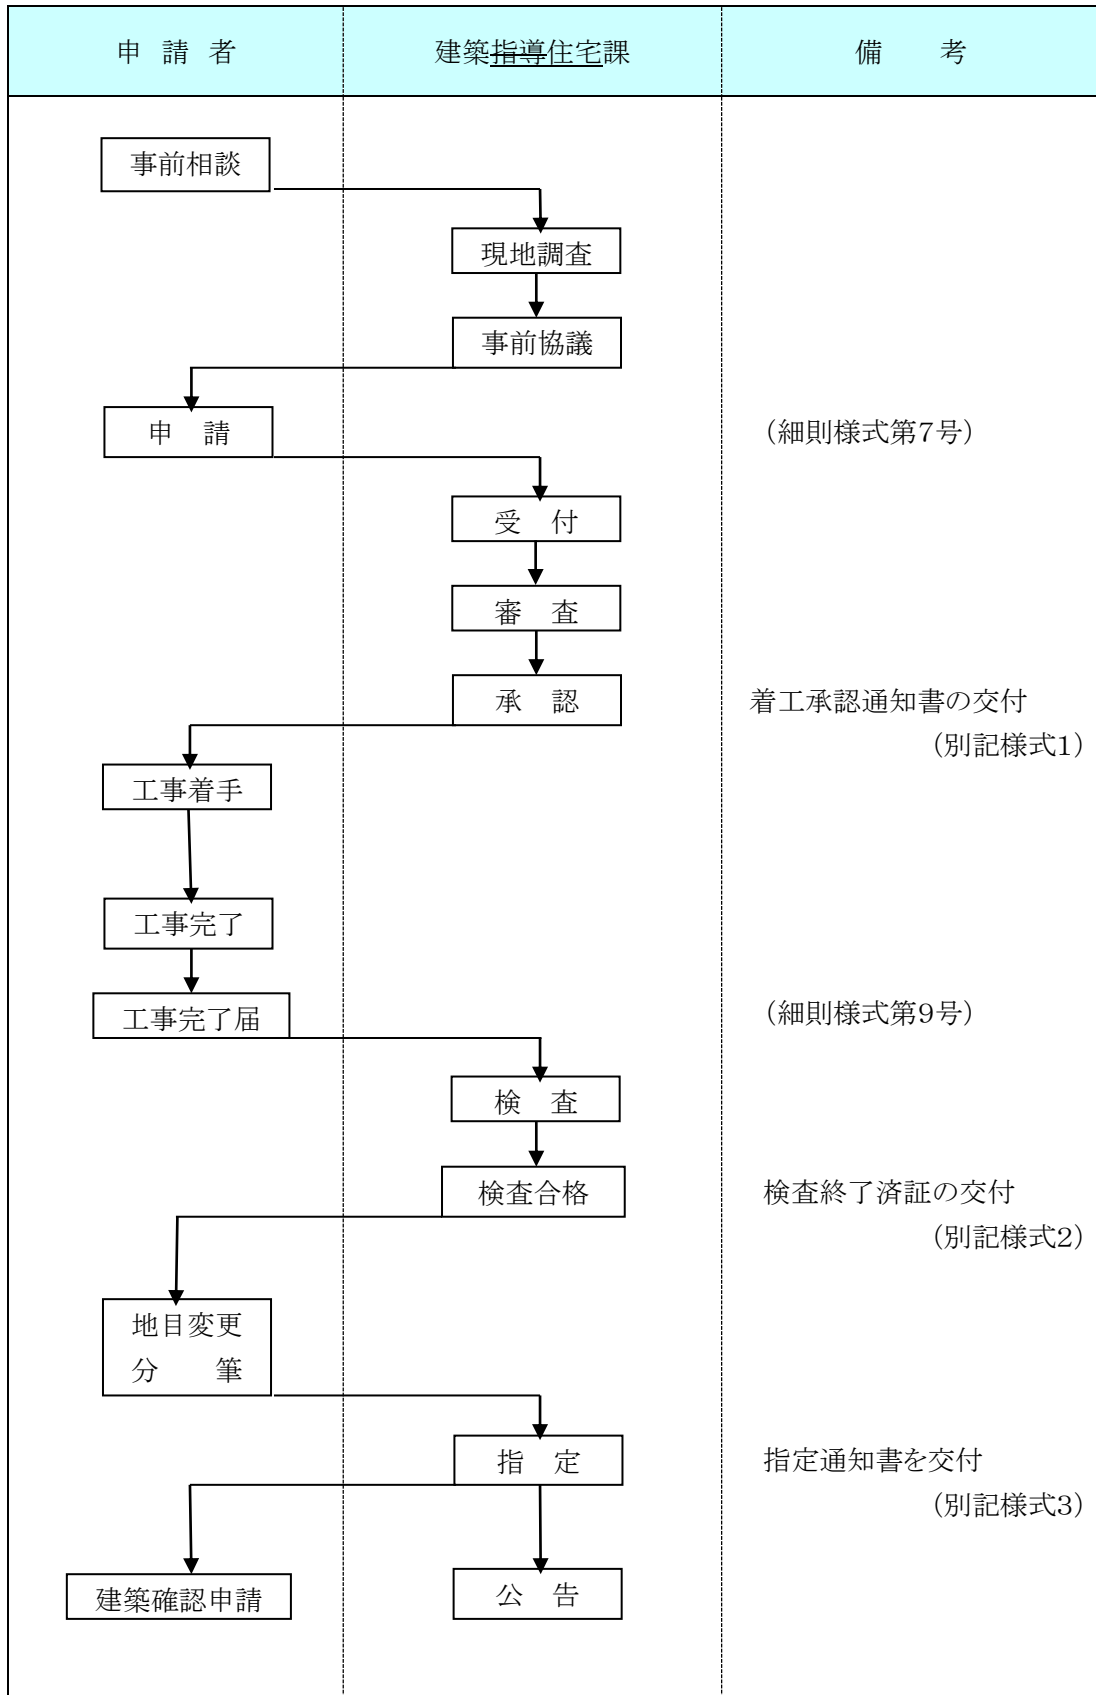 申 請 者
建築指導住宅課
備 考
事前相談
現地調査
事前協議
申 請
（細則様式第7号）
受 付
審 査
承 認
着工承認通知書の交付
（別記様式1）
工事着手
工事完了
工事完了届
（細則様式第9号）
検 査
検査合格
検査終了済証の交付
（別記様式2）
地目変更
分 筆
指 定
指定通知書を交付
（別記様式3）
建築確認申請
公 告